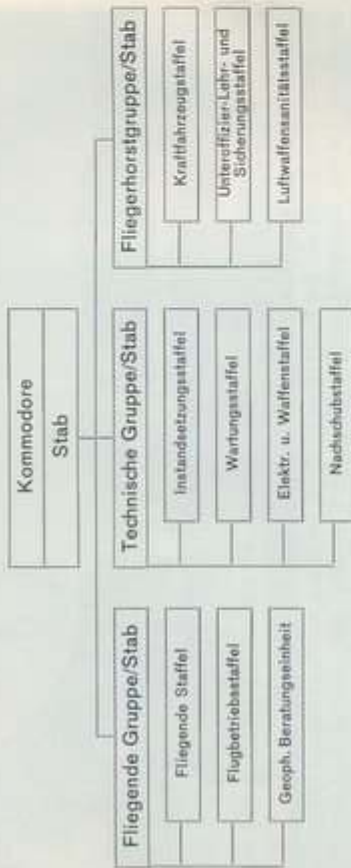 Kommodore
Stab
Fliegende Gruppe/Stab
Fliegende Staffel
Flugbetriebsstaffel
Geoph. Beratungseinheit
Technische Gruppe/Stab
Instandsetzungsstaffel
Wartungsstaffel
Elektr. u. Waffenstaffel
Nachschubstaffel
Fliegerhorstgruppe/Stab
Kraftfahrzeugstaffel
Unteroffizier-Lehr- und
Sicherungsstaffel
Luftwaffensanitätsstaffel